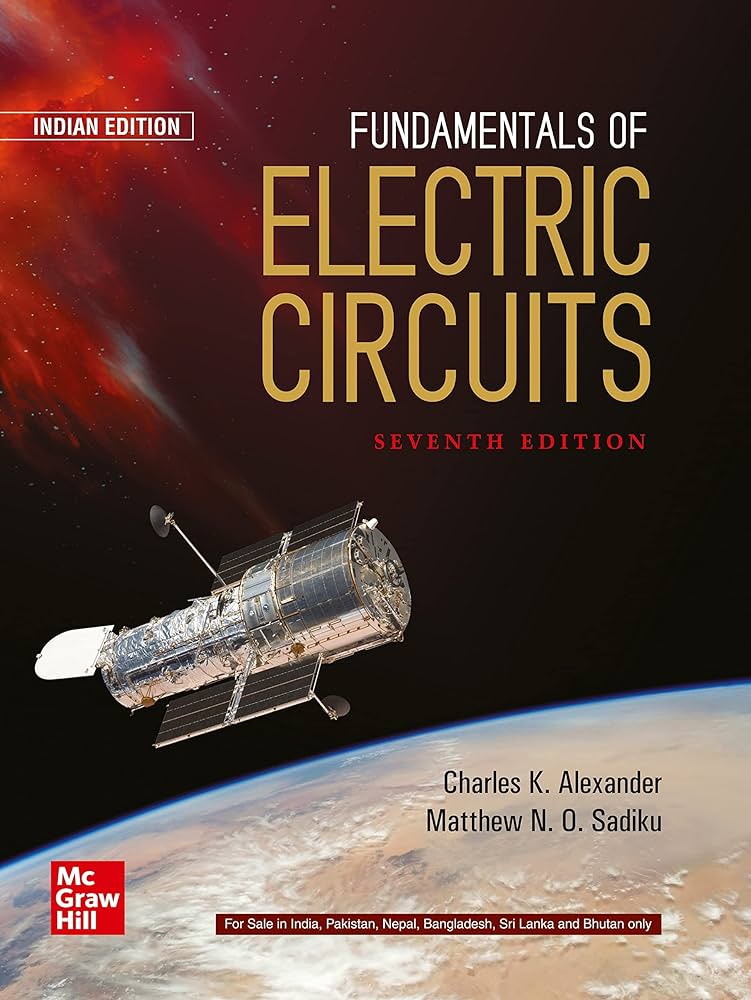 INDIAN EDITION
FUNDAMENTALS OF
ELECTRIC
CIRCUITS
SEVENTH EDITION
Charles K. Alexander
Matthew N. O. Sadiku
Mc
Graw
Hill
For Sale in India, Pakistan, Nepal, Bangladesh, Sri Lanka and Bhutan only